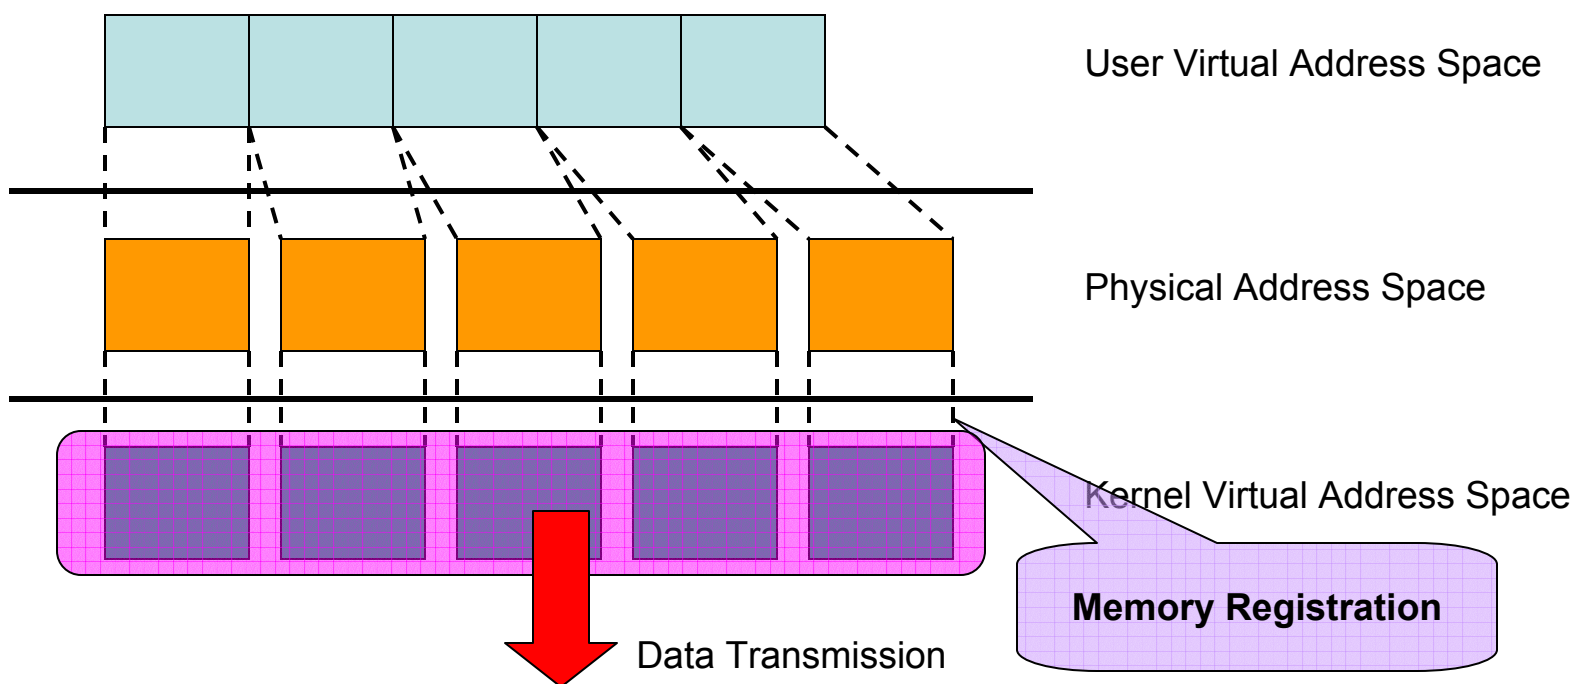 User Virtual Address Space
Physical Address Space
Kernel Virtual Address Space
Memory Registration
Data Transmission